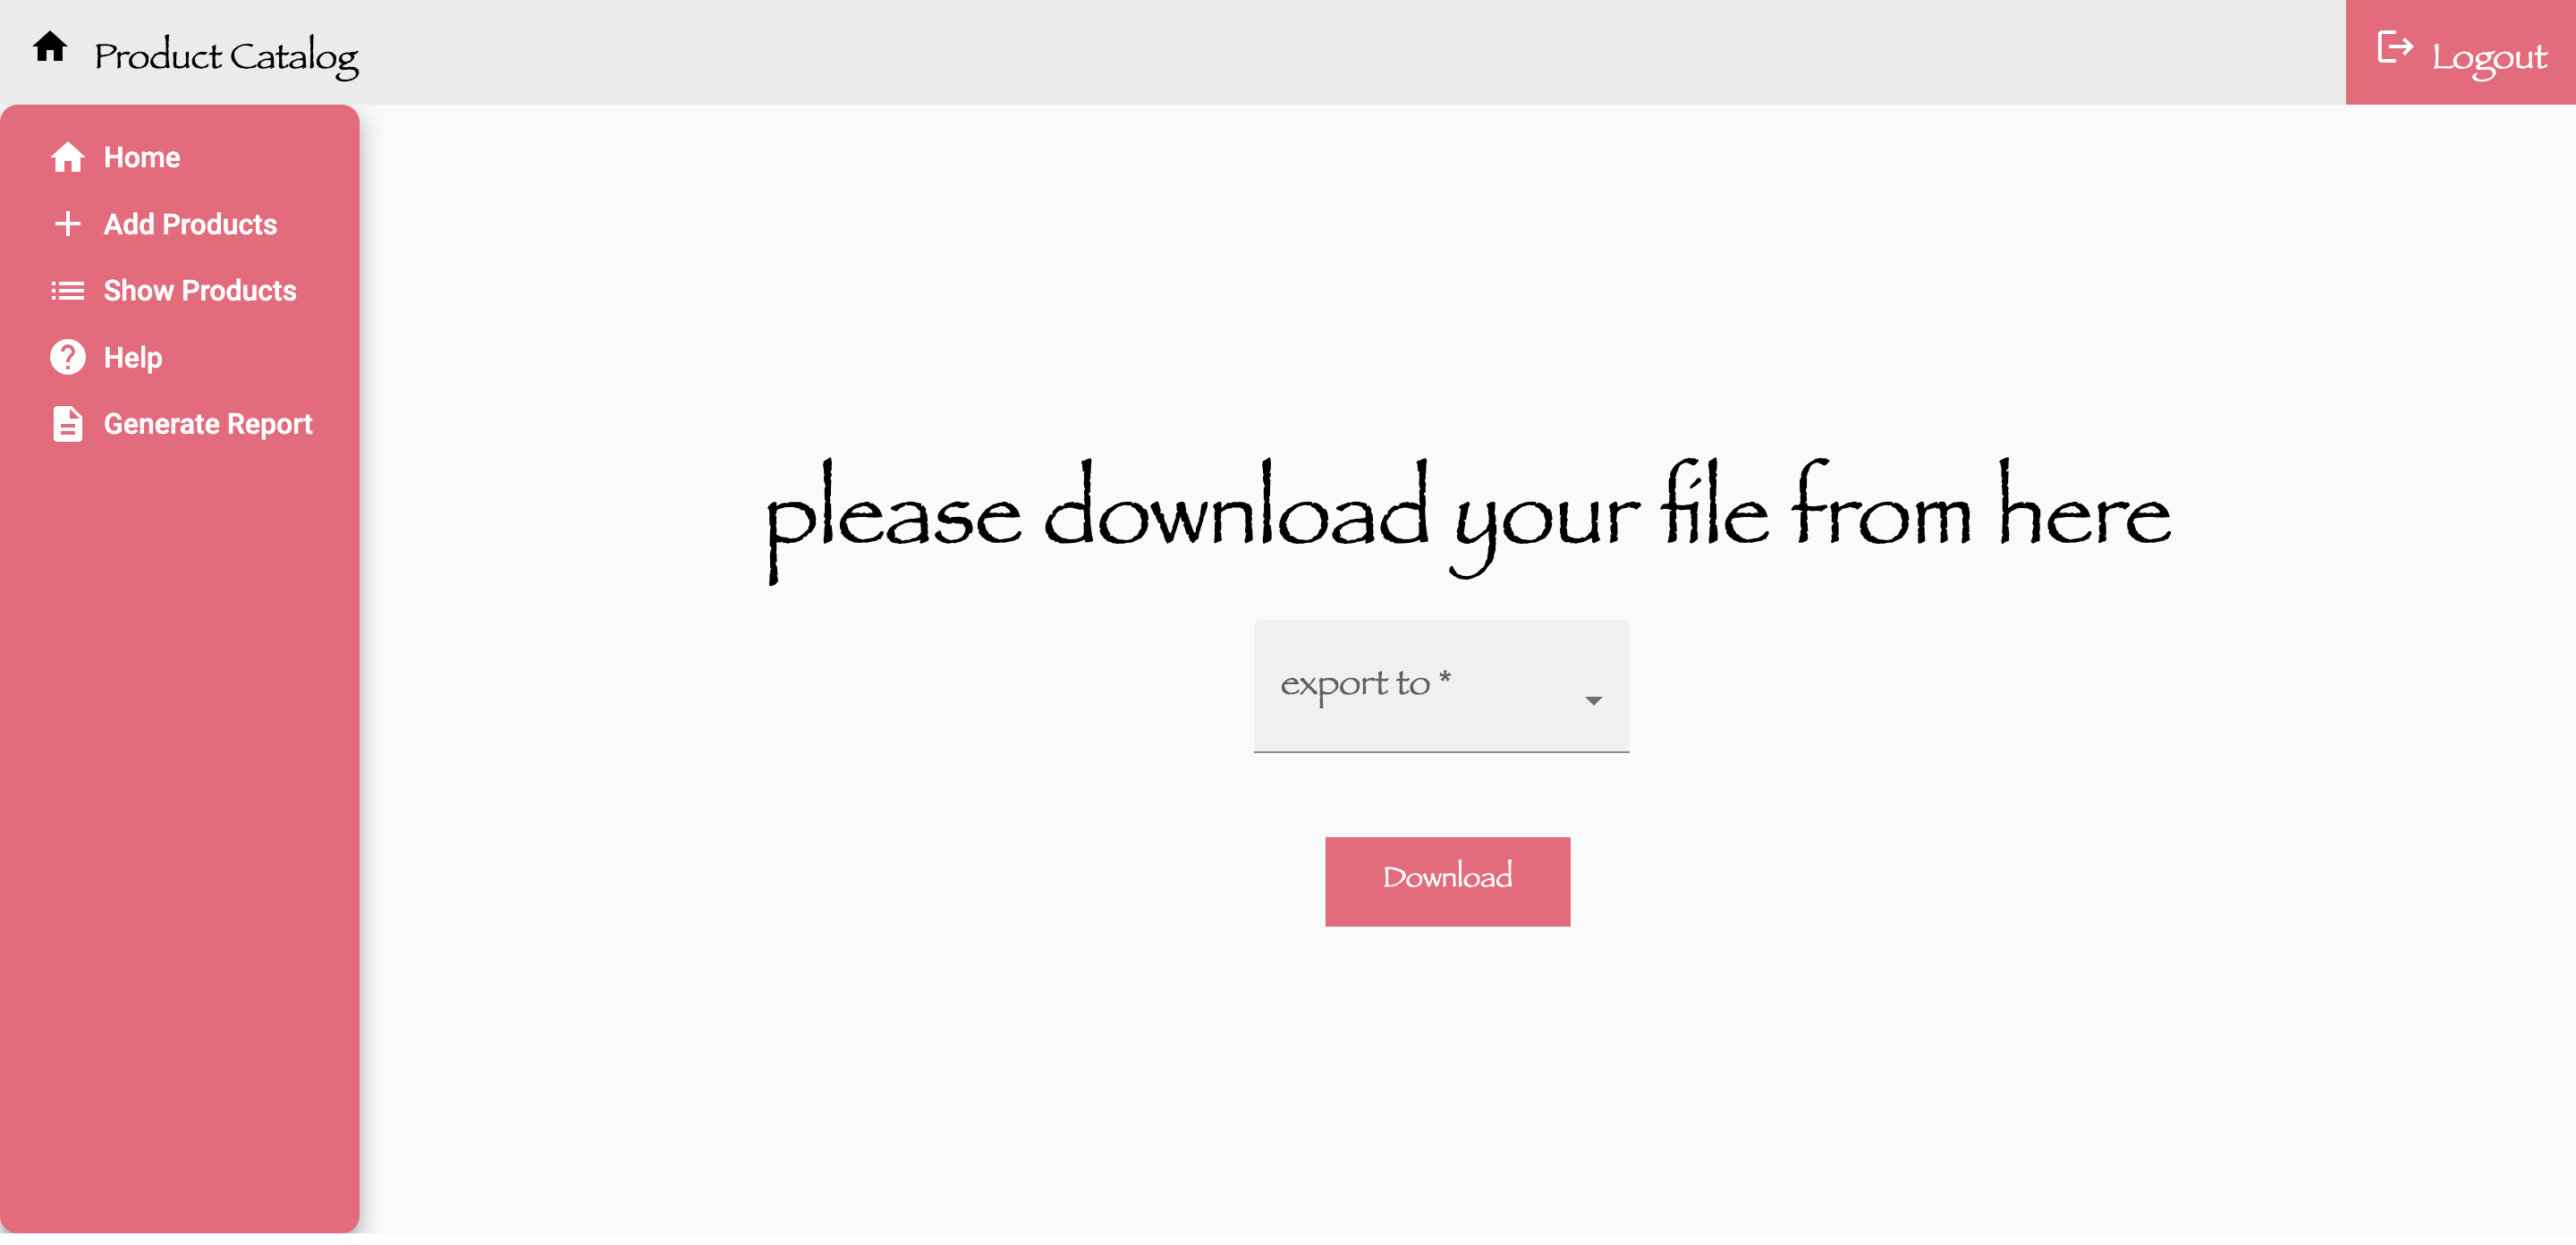 Product Catalog
Logout
Home
Add Products
Show Products
Help
Generate Report
please download your file from here
export to *
Download